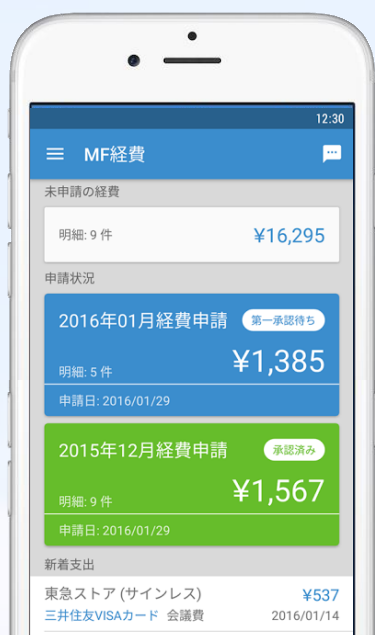 12:30
MF経費
未申請の経費
明細: 9 件 ¥16,295
申請状況
2016年01月経費申請 第一承認待ち
明細: 5 件 ¥1,385
申請日: 2016/01/29
2015年12月経費申請 承認済み
明細: 9 件 ¥1,567
申請日: 2016/01/29
新着支出
東急ストア (サインレス) ¥537
三井住友VISAカード 会議費 2016/01/14